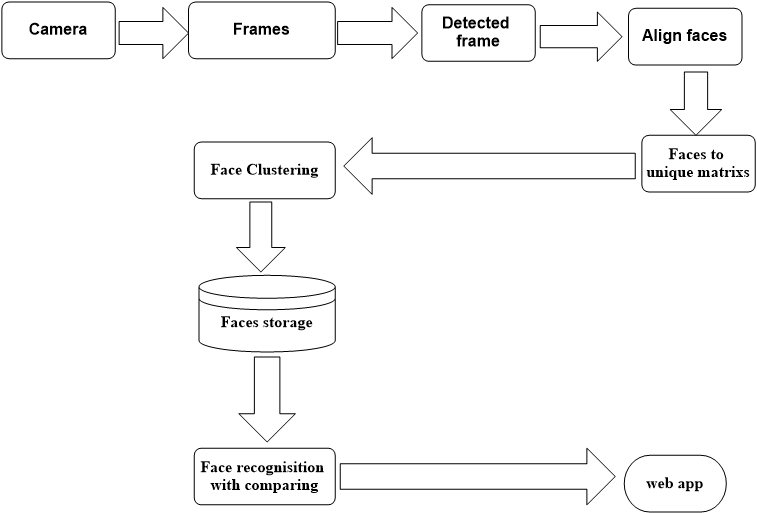 Camera
Frames
Detected
frame
Align faces
Faces to
unique matrixs
Face Clustering
Faces storage
Face recognisition
with comparing
web app